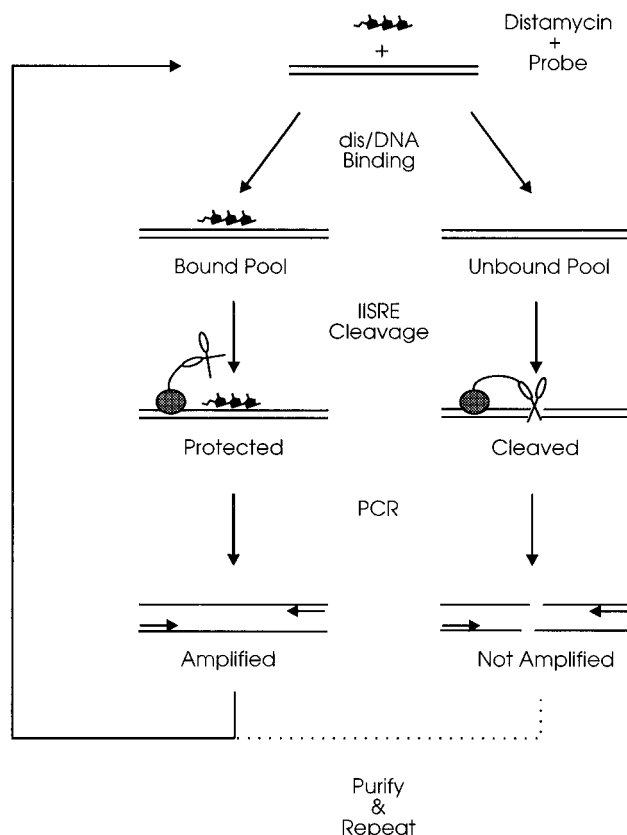 Distamycin
+
Probe
+
dis/DNA
Binding
Bound Pool
Unbound Pool
IISRE
Cleavage
Protected
Cleaved
PCR
Amplified
Not Amplified
Purify
&
Repeat